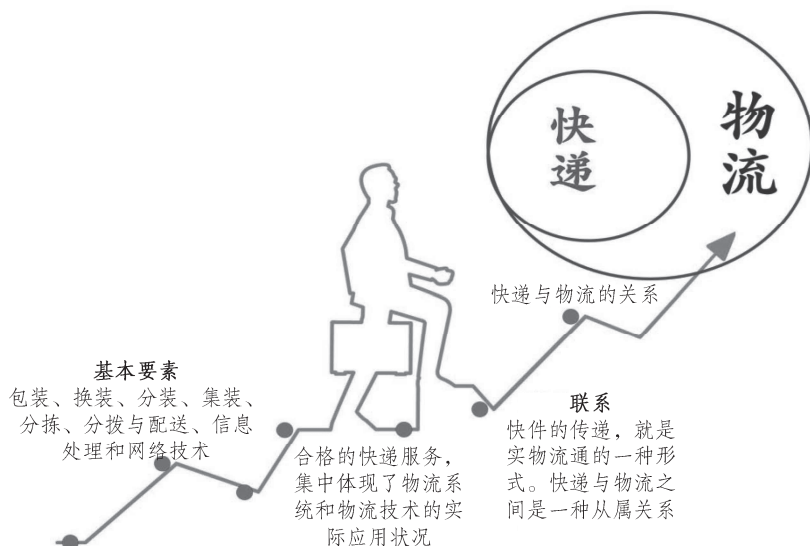 快递
物流
快递与物流的关系
基本要素
包装、换装、分装、集装、
分拣、分拨与配送、信息
处理和网络技术
合格的快递服务，
集中体现了物流系
统和物流技术的实
际应用状况
联系
快件的传递，就是
实物流通的一种形
式。快递与物流之
间是一种从属关系